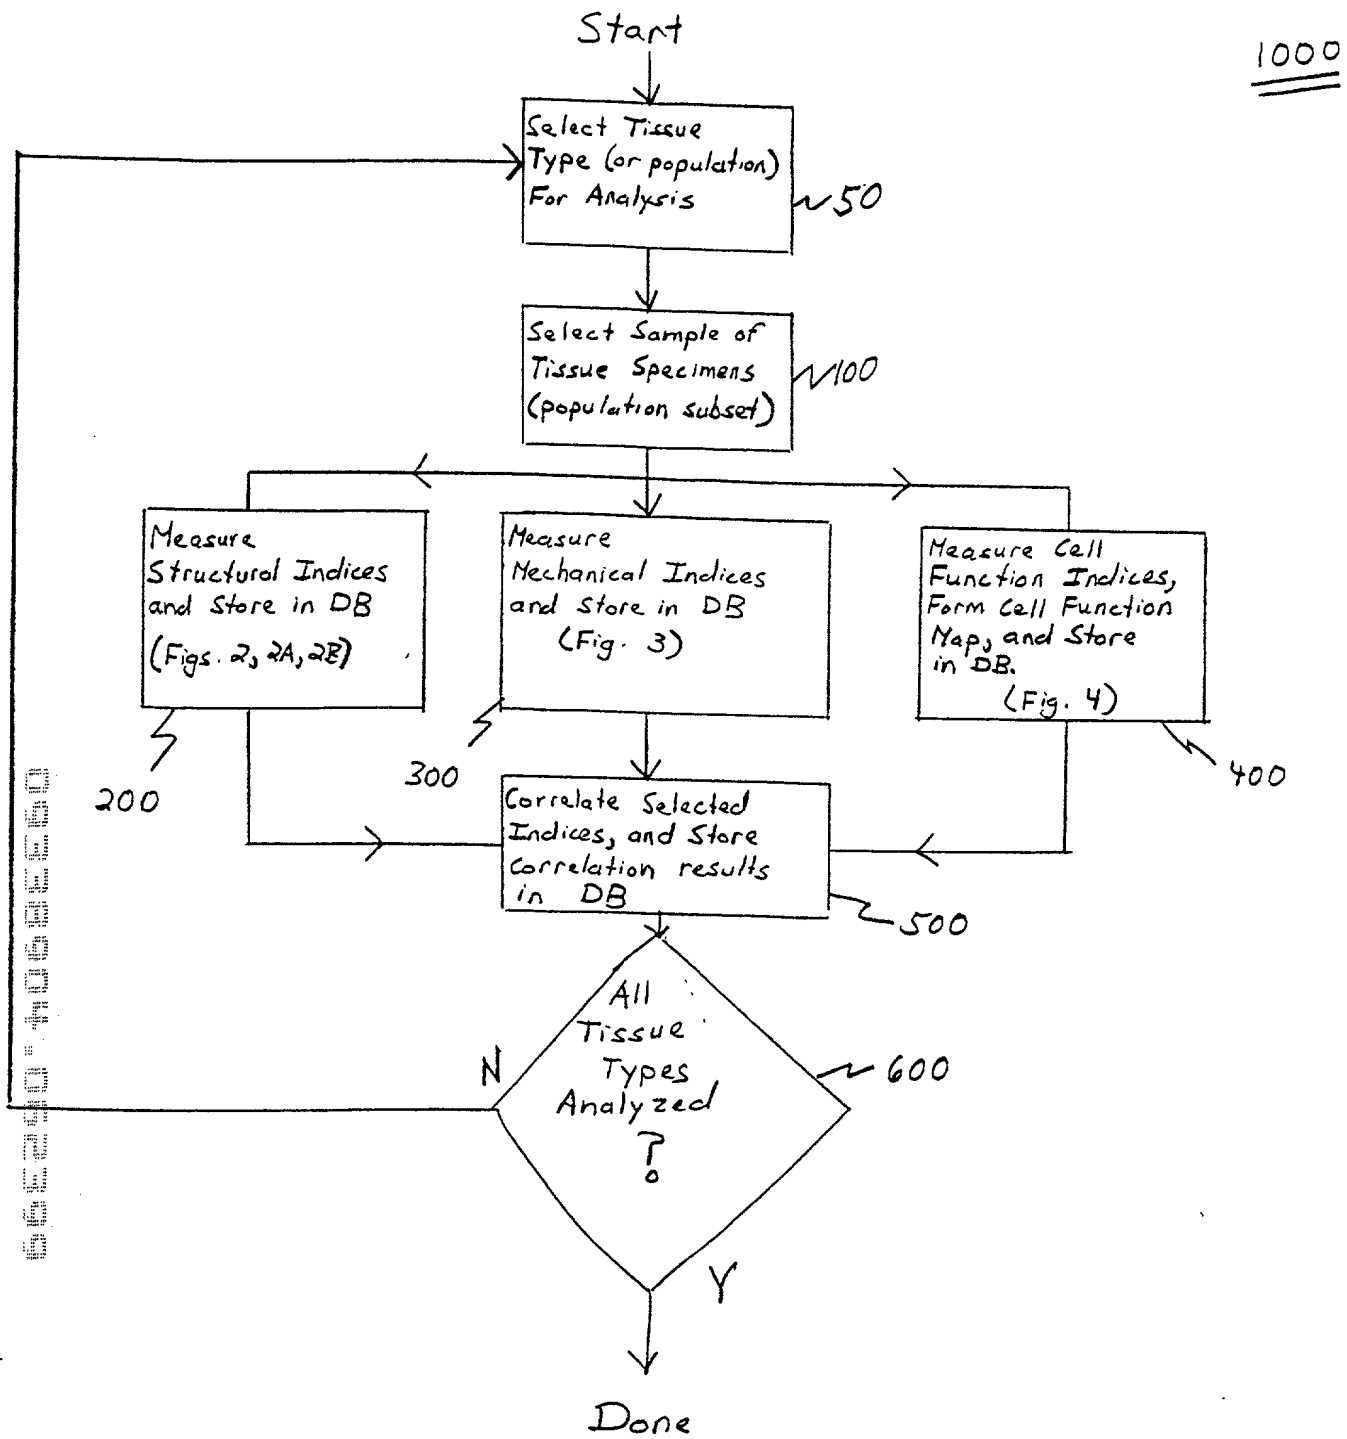 Start
1000
Select Tissue
Type (or population)
For Analysis
50
Select Sample of
Tissue Specimens
(population subset)
100
Measure
Structural Indices
and Store in DB
(Figs. 2, 2A, 2B)
200
Measure
Mechanical Indices
and Store in DB
(Fig. 3)
300
Measure Cell
Function Indices,
Form Cell Function
Map, and Store
in DB.
(Fig. 4)
400
Correlate Selected
Indices, and Store
Correlation results
in DB
500
All
Tissue
Types
Analyzed
?
600
N
Y
Done
09338904.062399